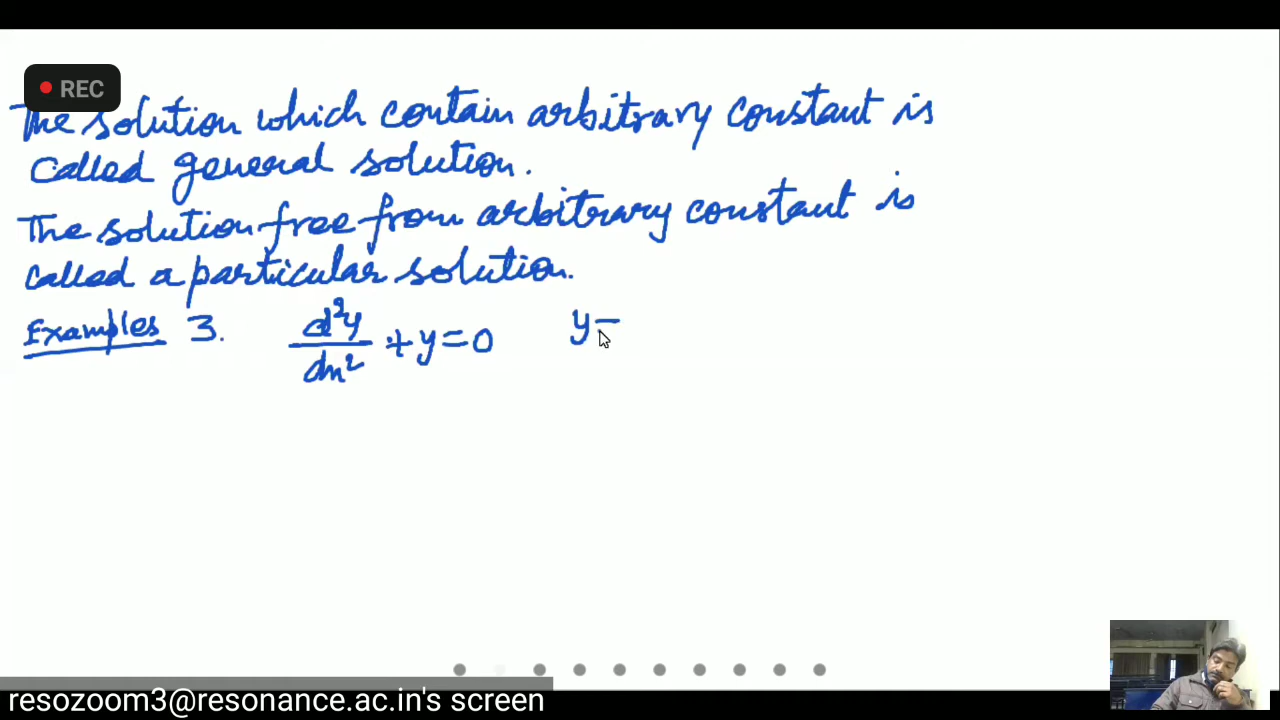 REC
The solution which contain arbitrary constant is
called general solution.
The solution free from arbitrary constant is
called a particular solution.
Examples 3. d²y/dx² + y = 0 y =
resozoom3@resonance.ac.in's screen